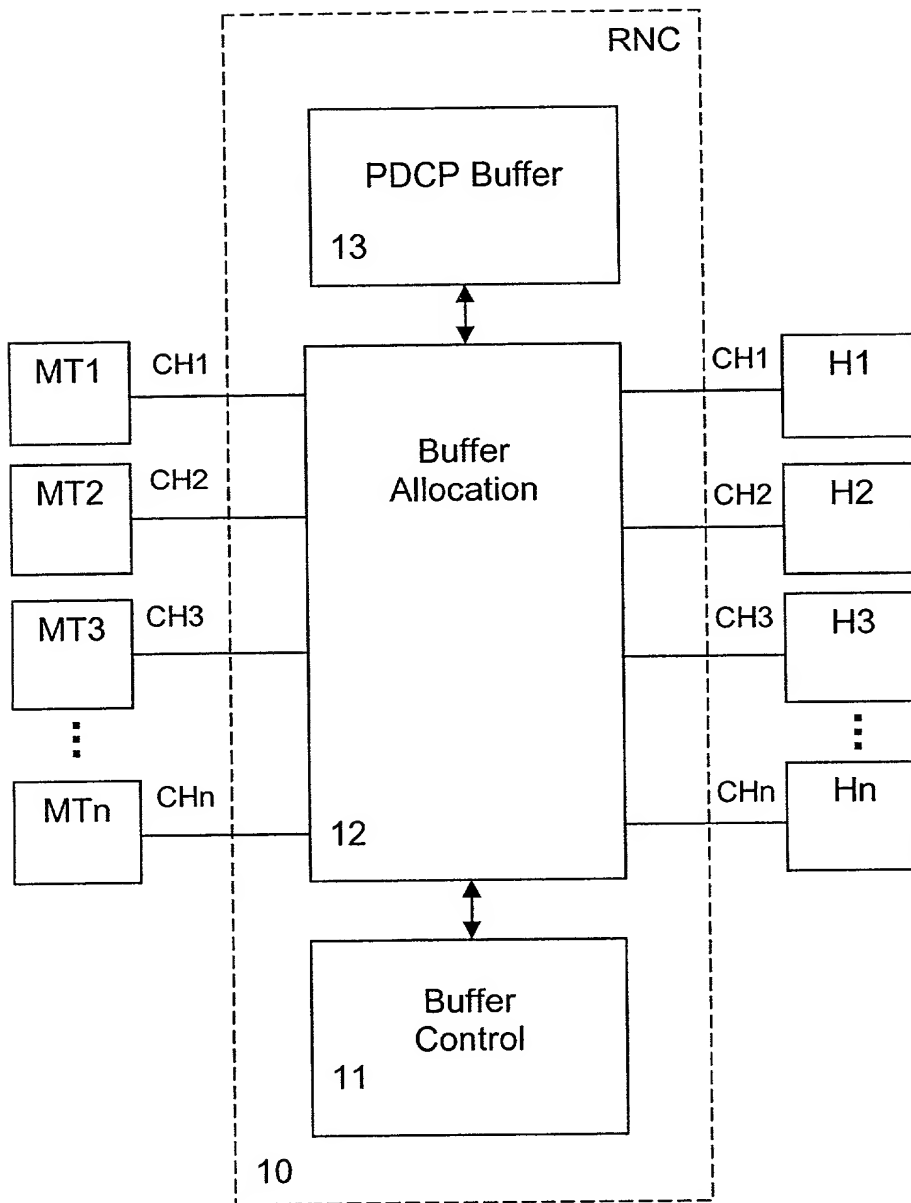 RNC
PDCP Buffer
13
MT1
CH1
CH1
H1
MT2
CH2
CH2
H2
MT3
CH3
CH3
H3
MTn
CHn
CHn
Hn
Buffer
Allocation
12
Buffer
Control
11
10